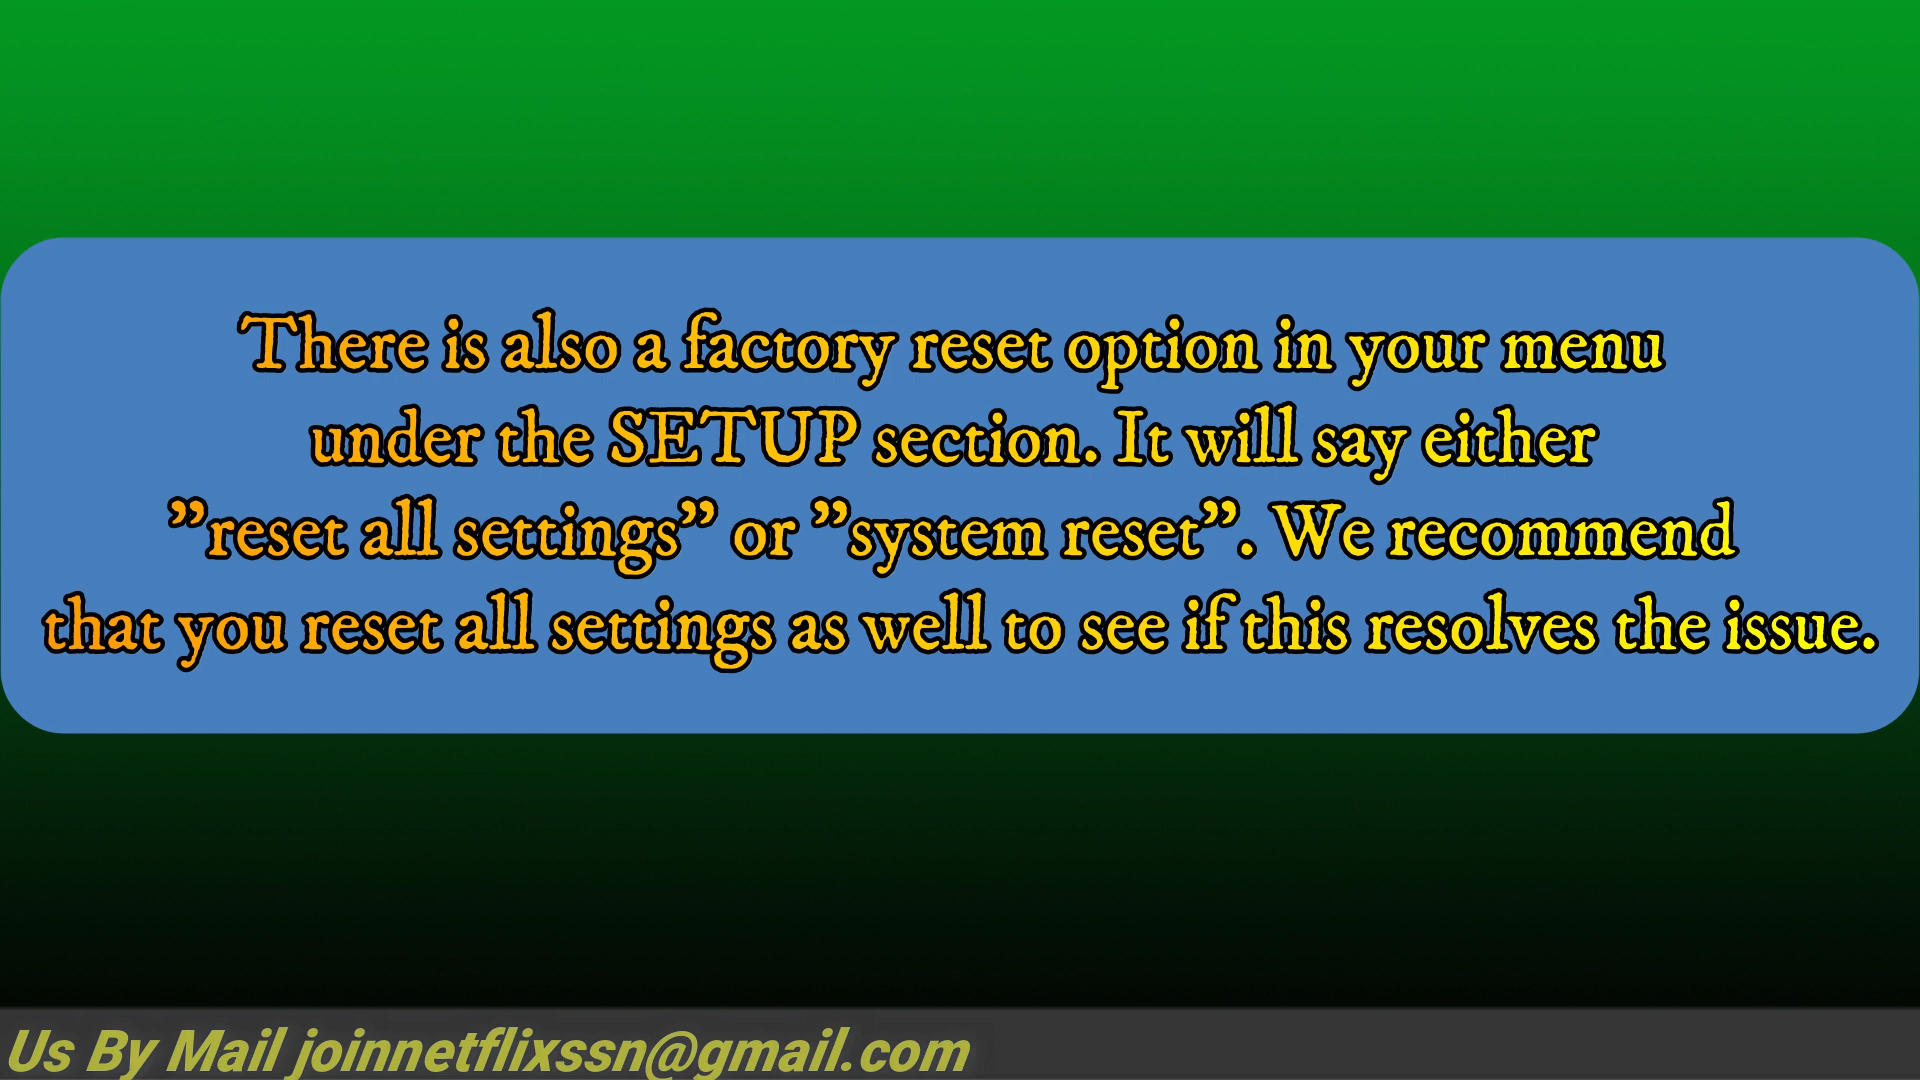 There is also a factory reset option in your menu
under the SETUP section. It will say either
”reset all settings” or ”system reset”. We recommend
that you reset all settings as well to see if this resolves the issue.
Us By Mail joinnetflixssn@gmail.com